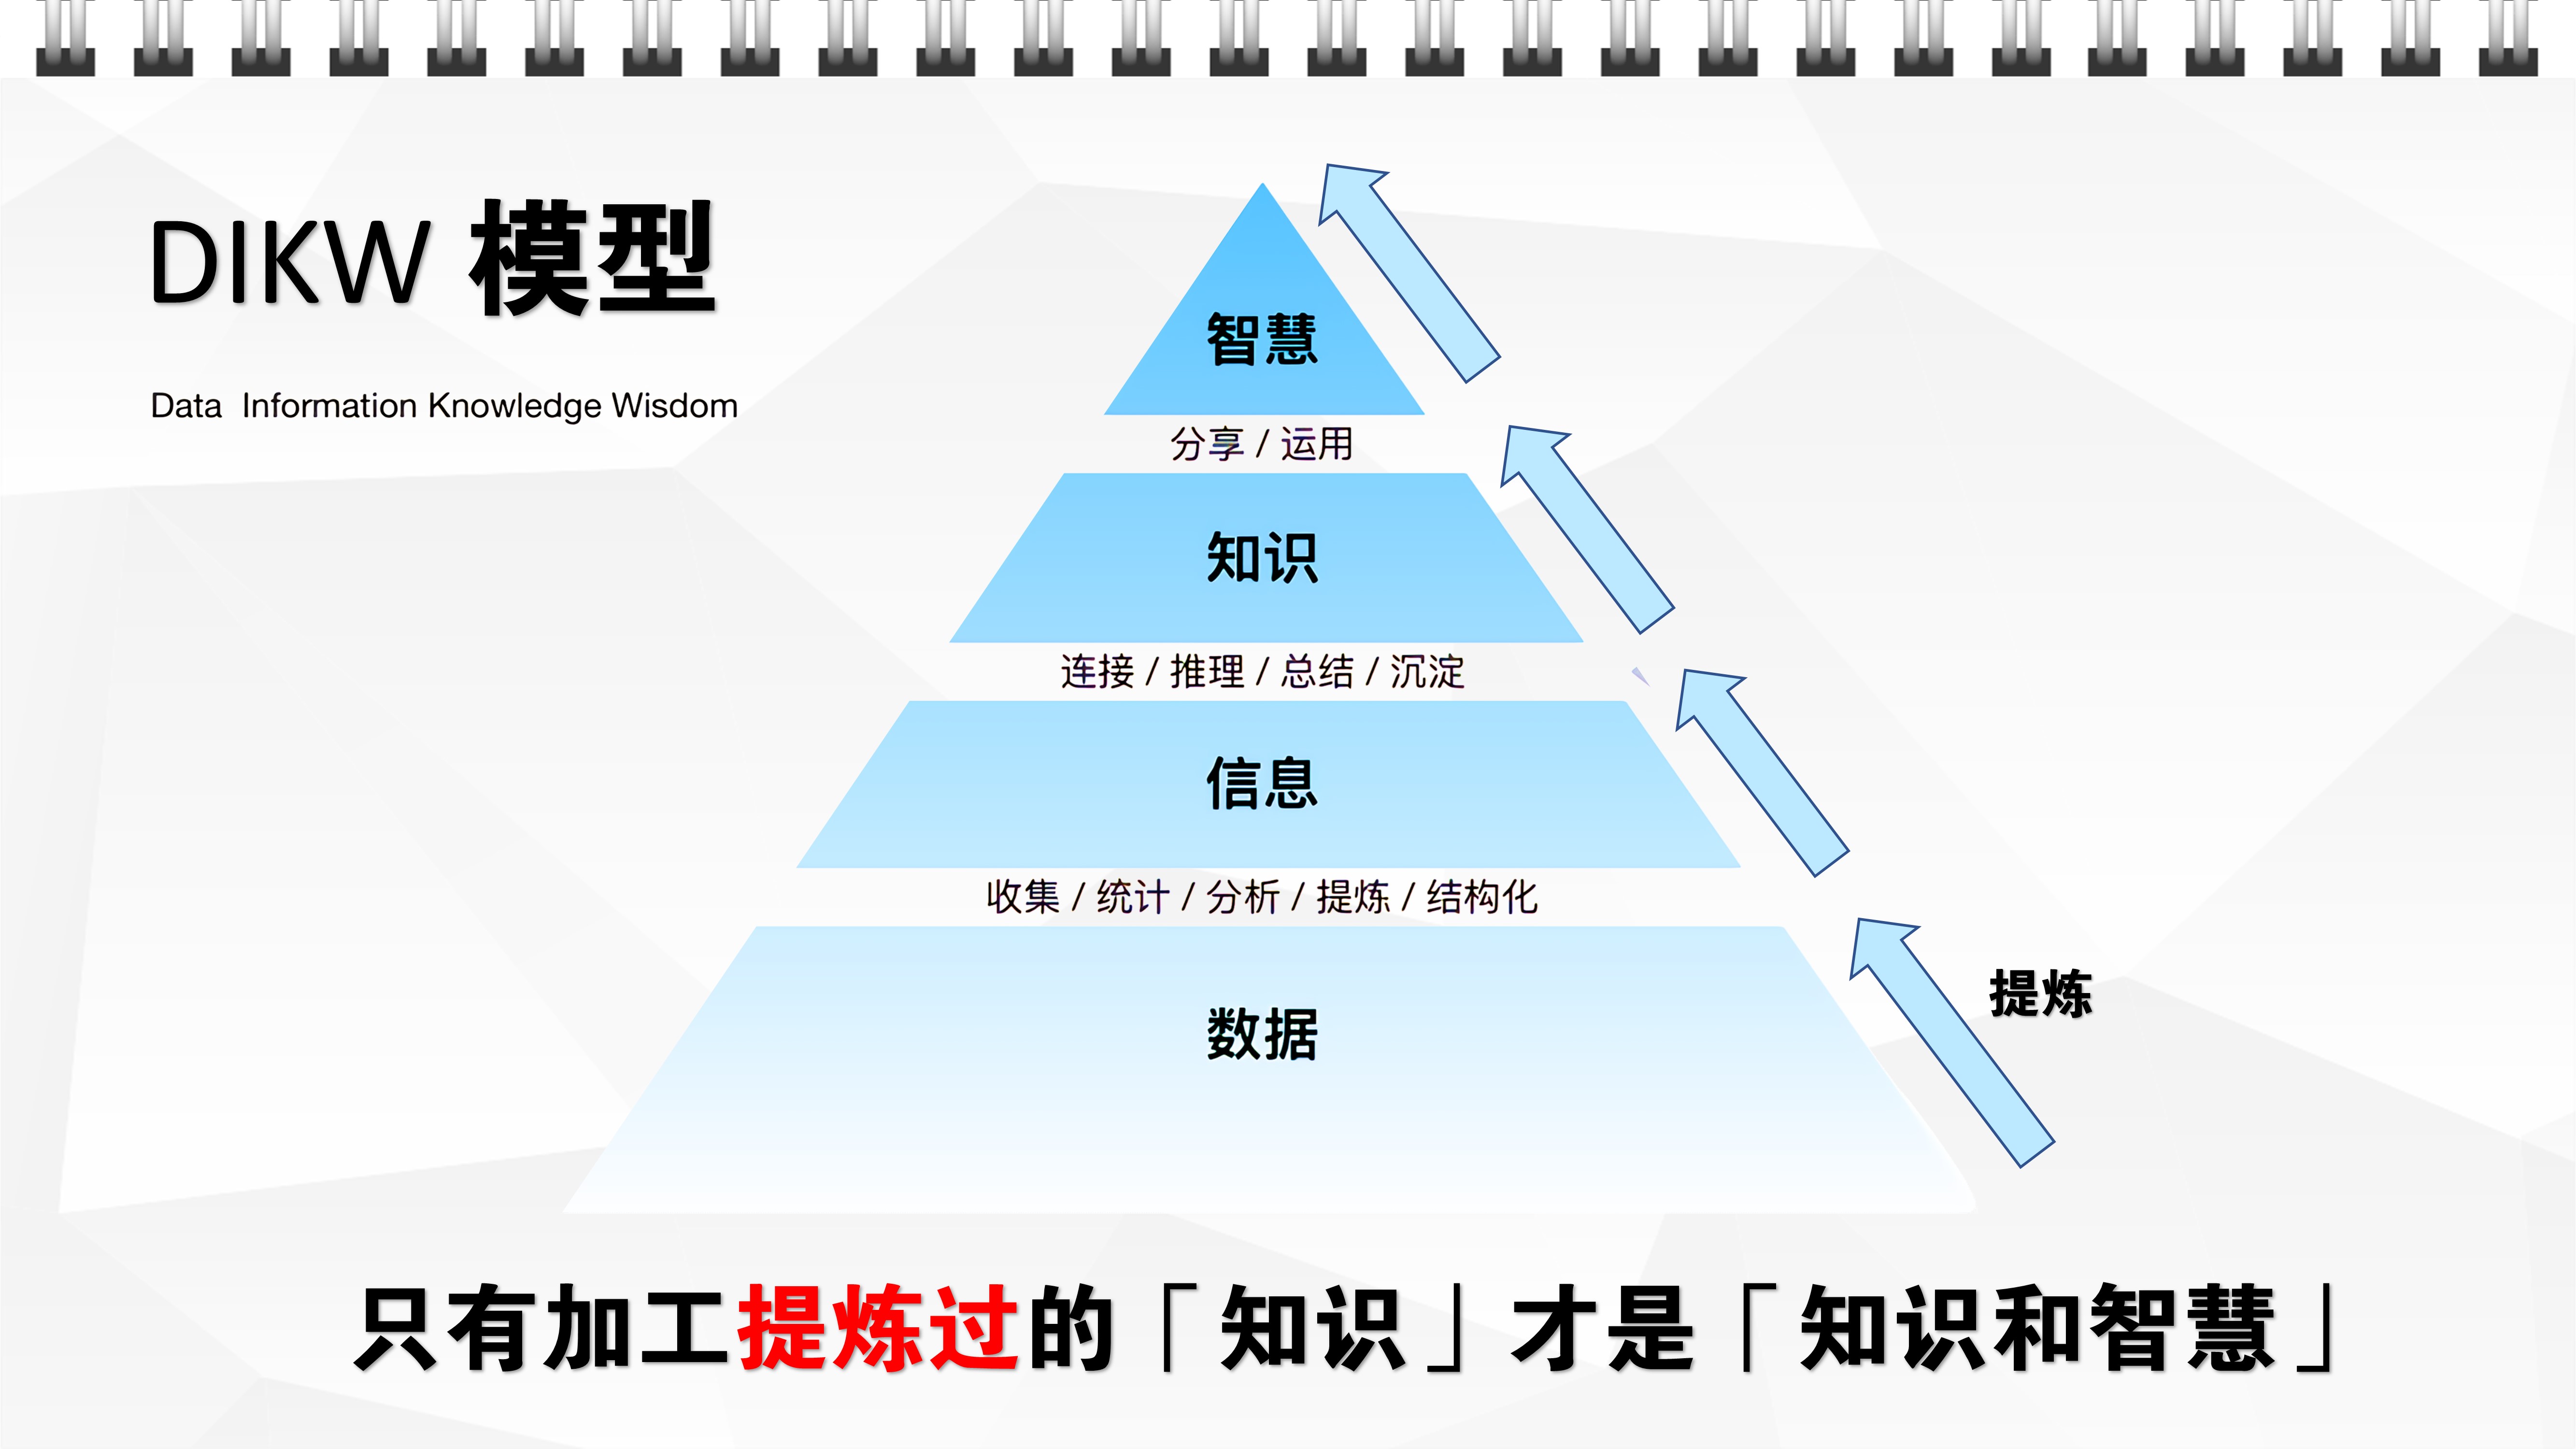 DIKW 模型
Data  Information Knowledge Wisdom
智慧
分享 / 运用
知识
连接 / 推理 / 总结 / 沉淀
信息
收集 / 统计 / 分析 / 提炼 / 结构化
数据
提炼
只有加工提炼过的「知识」才是「知识和智慧」